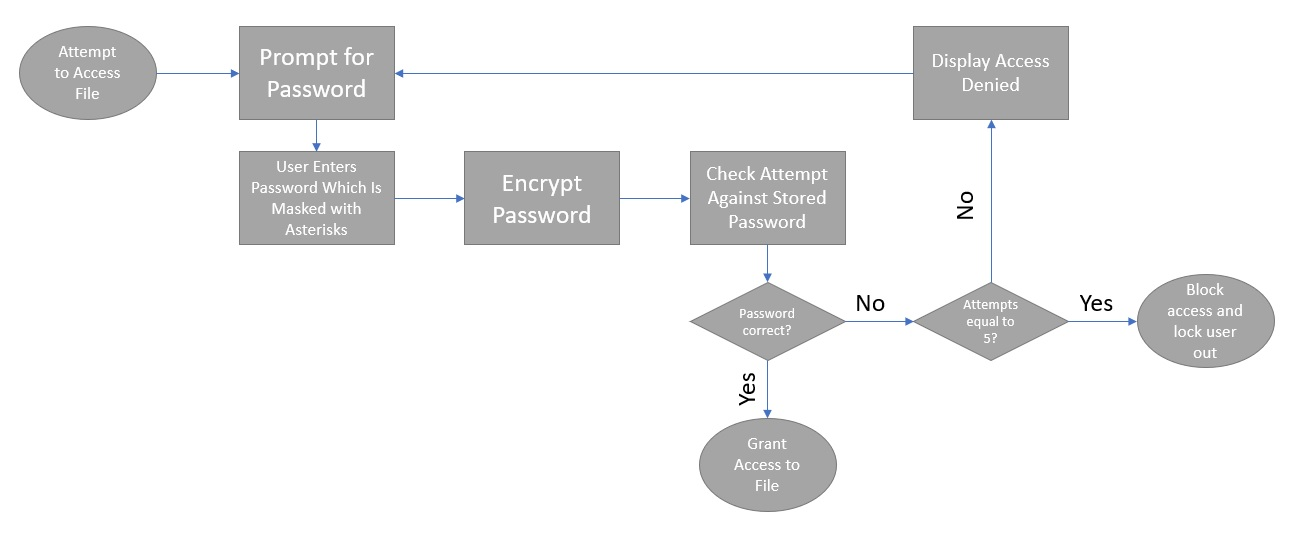 Attempt
to Access
File
Prompt for
Password
Display Access
Denied
User Enters
Password Which Is
Masked with
Asterisks
Encrypt
Password
Check Attempt
Against Stored
Password
No
Password
correct?
No
Attempts
equal to
5?
Yes
Block
access and
lock user
out
Yes
Grant
Access to
File